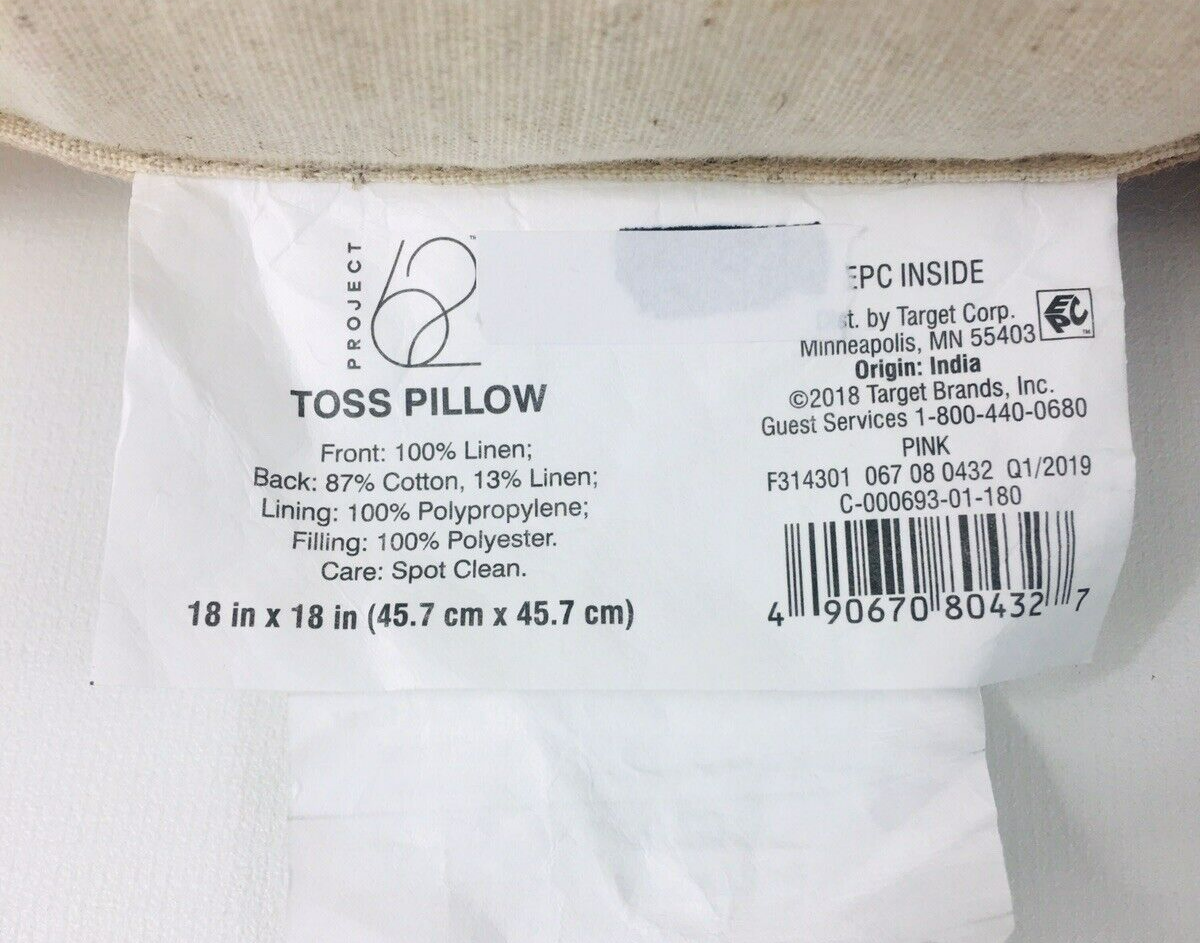 PROJECT
62™
TOSS PILLOW
Front: 100% Linen;
Back: 87% Cotton, 13% Linen;
Lining: 100% Polypropylene;
Filling: 100% Polyester.
Care: Spot Clean.
18 in x 18 in (45.7 cm x 45.7 cm)
EPC INSIDE
Dist. by Target Corp.
Minneapolis, MN 55403
EPC™
Origin: India
©2018 Target Brands, Inc.
Guest Services 1-800-440-0680
PINK
F314301 067 08 0432 Q1/2019
C-000693-01-180
4 90670 80432 7